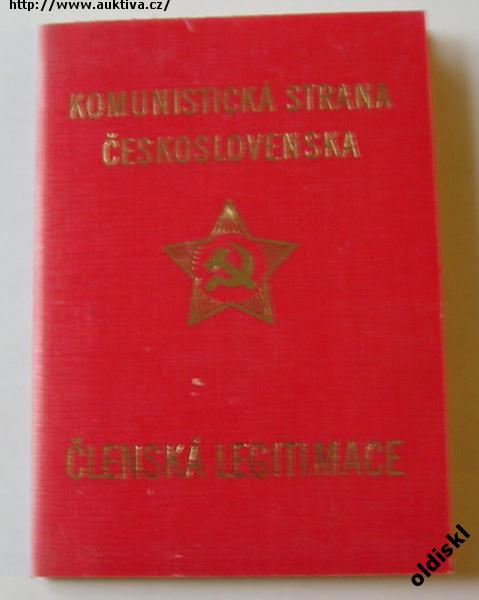 http://www.auktiva.cz/
KOMUNISTICKÁ STRANA
ČESKOSLOVENSKA
ČLENSKÁ LEGITIMACE
oldiskl